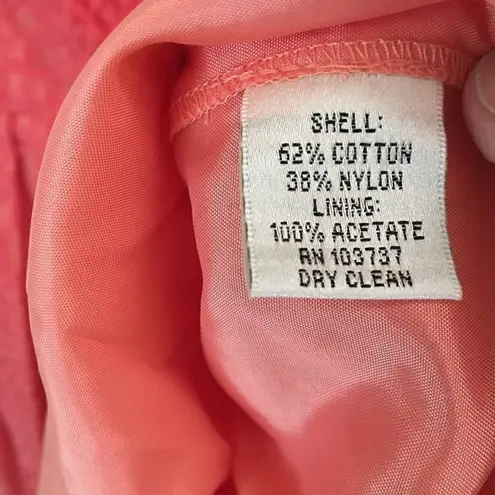 SHELL:
62% COTTON
38% NYLON
LINING:
100% ACETATE
RN 103737
DRY CLEAN